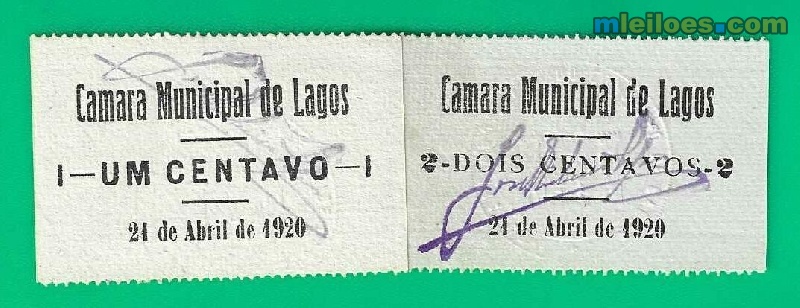 mleiloes.com
Camara Municipal de Lagos
1—UM CENTAVO—1
21 de Abril de 1920
Camara Municipal de Lagos
2-DOIS CENTAVOS-2
21 de Abril de 1920